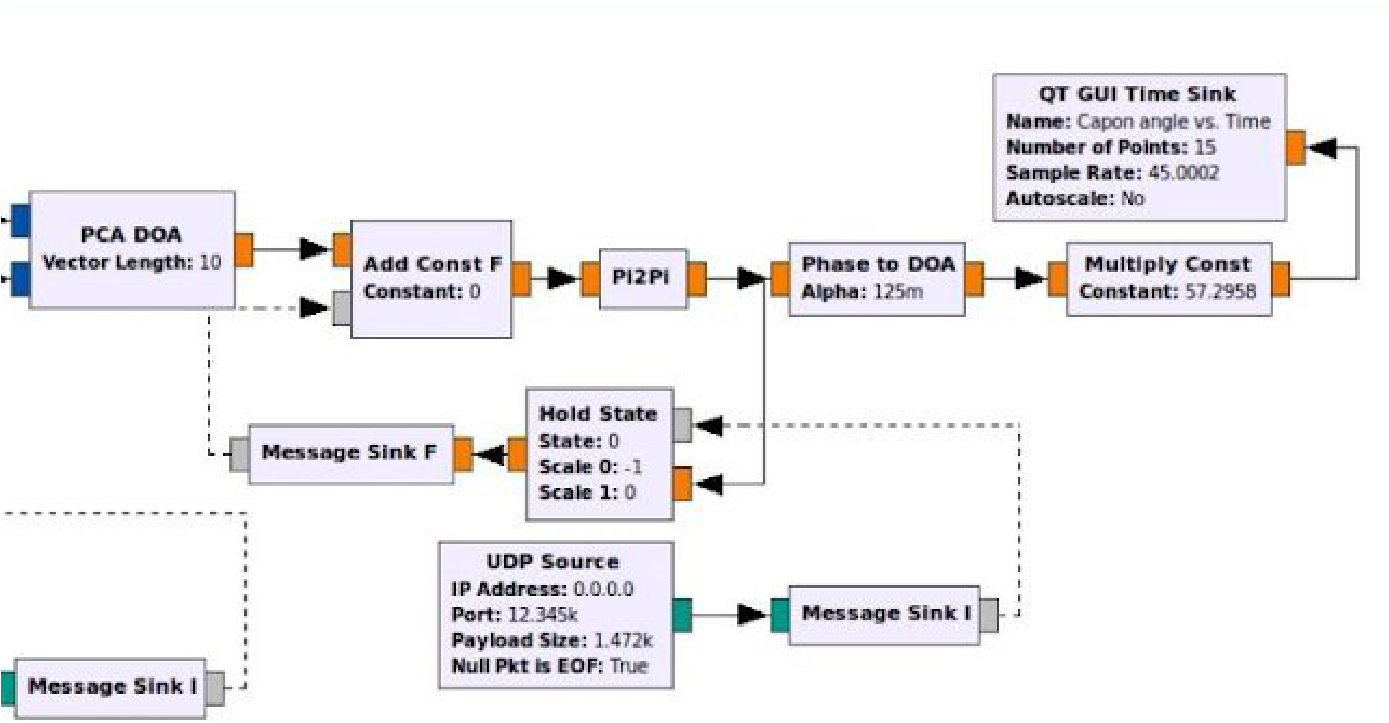 QT GUI Time Sink
Name: Capon angle vs. Time
Number of Points: 15
Sample Rate: 45.0002
Autoscale: No
PCA DOA
Vector Length: 10
Add Const F
Constant: 0
Pi2Pi
Phase to DOA
Alpha: 125m
Multiply Const
Constant: 57.2958
Hold State
State: 0
Scale 0: -1
Scale 1: 0
Message Sink F
UDP Source
IP Address: 0.0.0.0
Port: 12.345k
Payload Size: 1.472k
Null Pkt is EOF: True
Message Sink I
Message Sink I